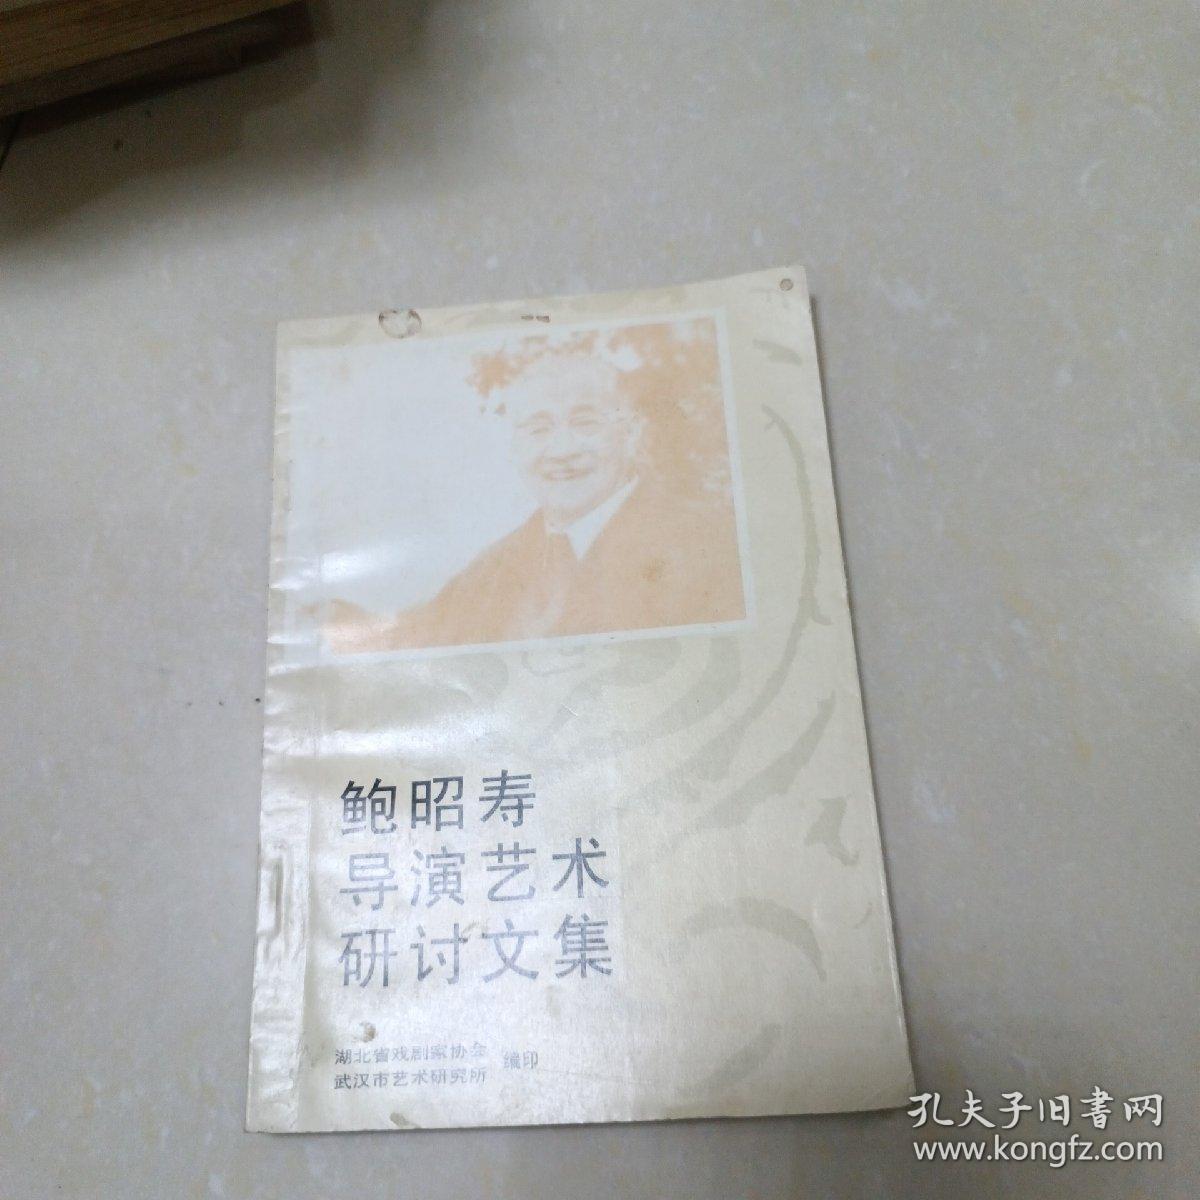 鲍昭寿
导演艺术
研讨文集
湖北省戏剧家协会
武汉市艺术研究所
编印
孔夫子旧書网
www.kongfz.com